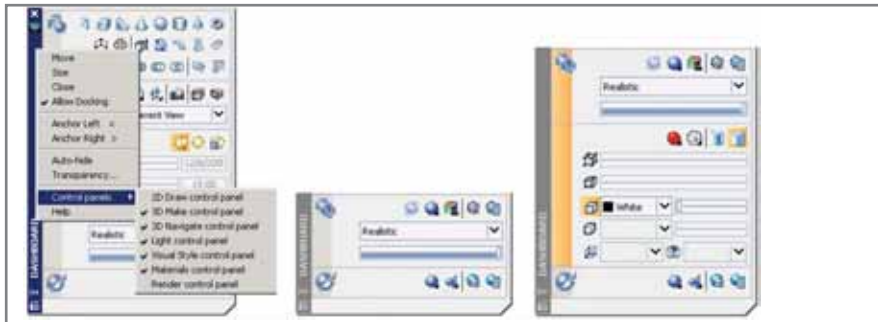 Move
Size
Close
Allow Docking
Anchor Left <
Anchor Right >
Auto-hide
Transparency...
Control panels
Help
2D Draw control panel
3D Make control panel
3D Navigate control panel
Light control panel
Visual Style control panel
Materials control panel
Render control panel
Realistic
DASHBOARD
Realistic
DASHBOARD
Realistic
White
DASHBOARD